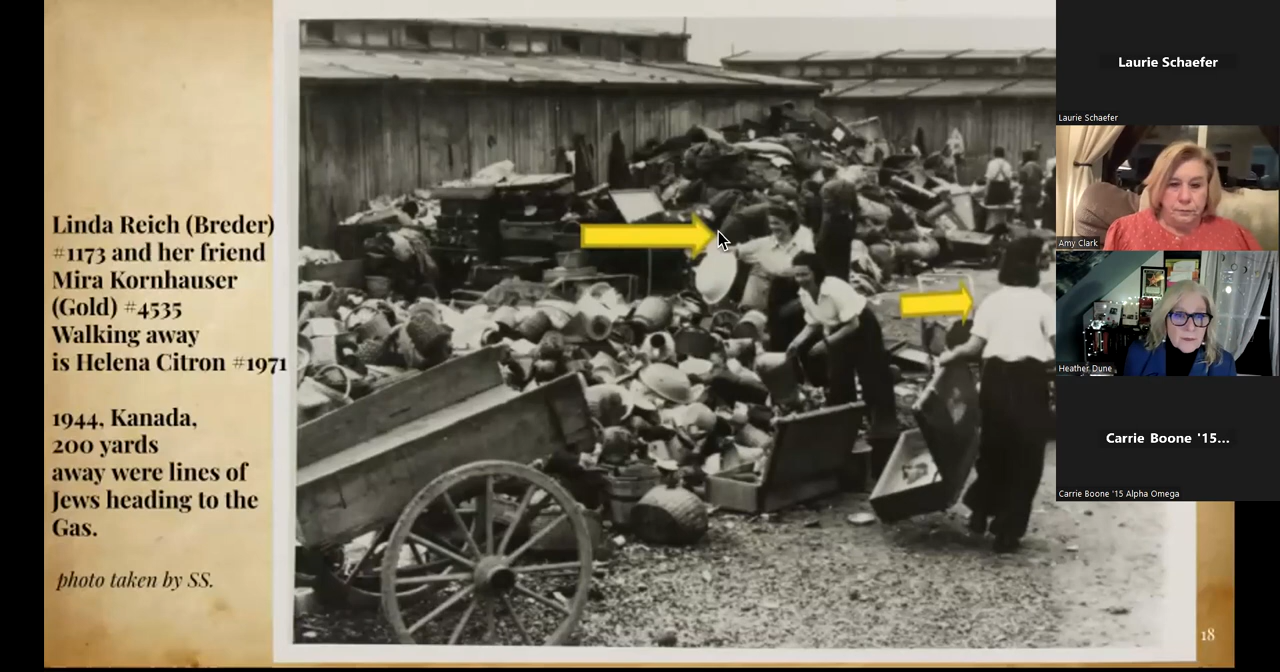 Linda Reich (Breder)
#1173 and her friend
Mira Kornhauser
(Gold) #4535
Walking away
is Helena Citron #1971
1944, Kanada,
200 yards
away were lines of
Jews heading to the
Gas.
photo taken by SS.
18
Laurie Schaefer
Laurie Schaefer
Amy Clark
Heather Dune
Carrie Boone '15...
Carrie Boone '15 Alpha Omega